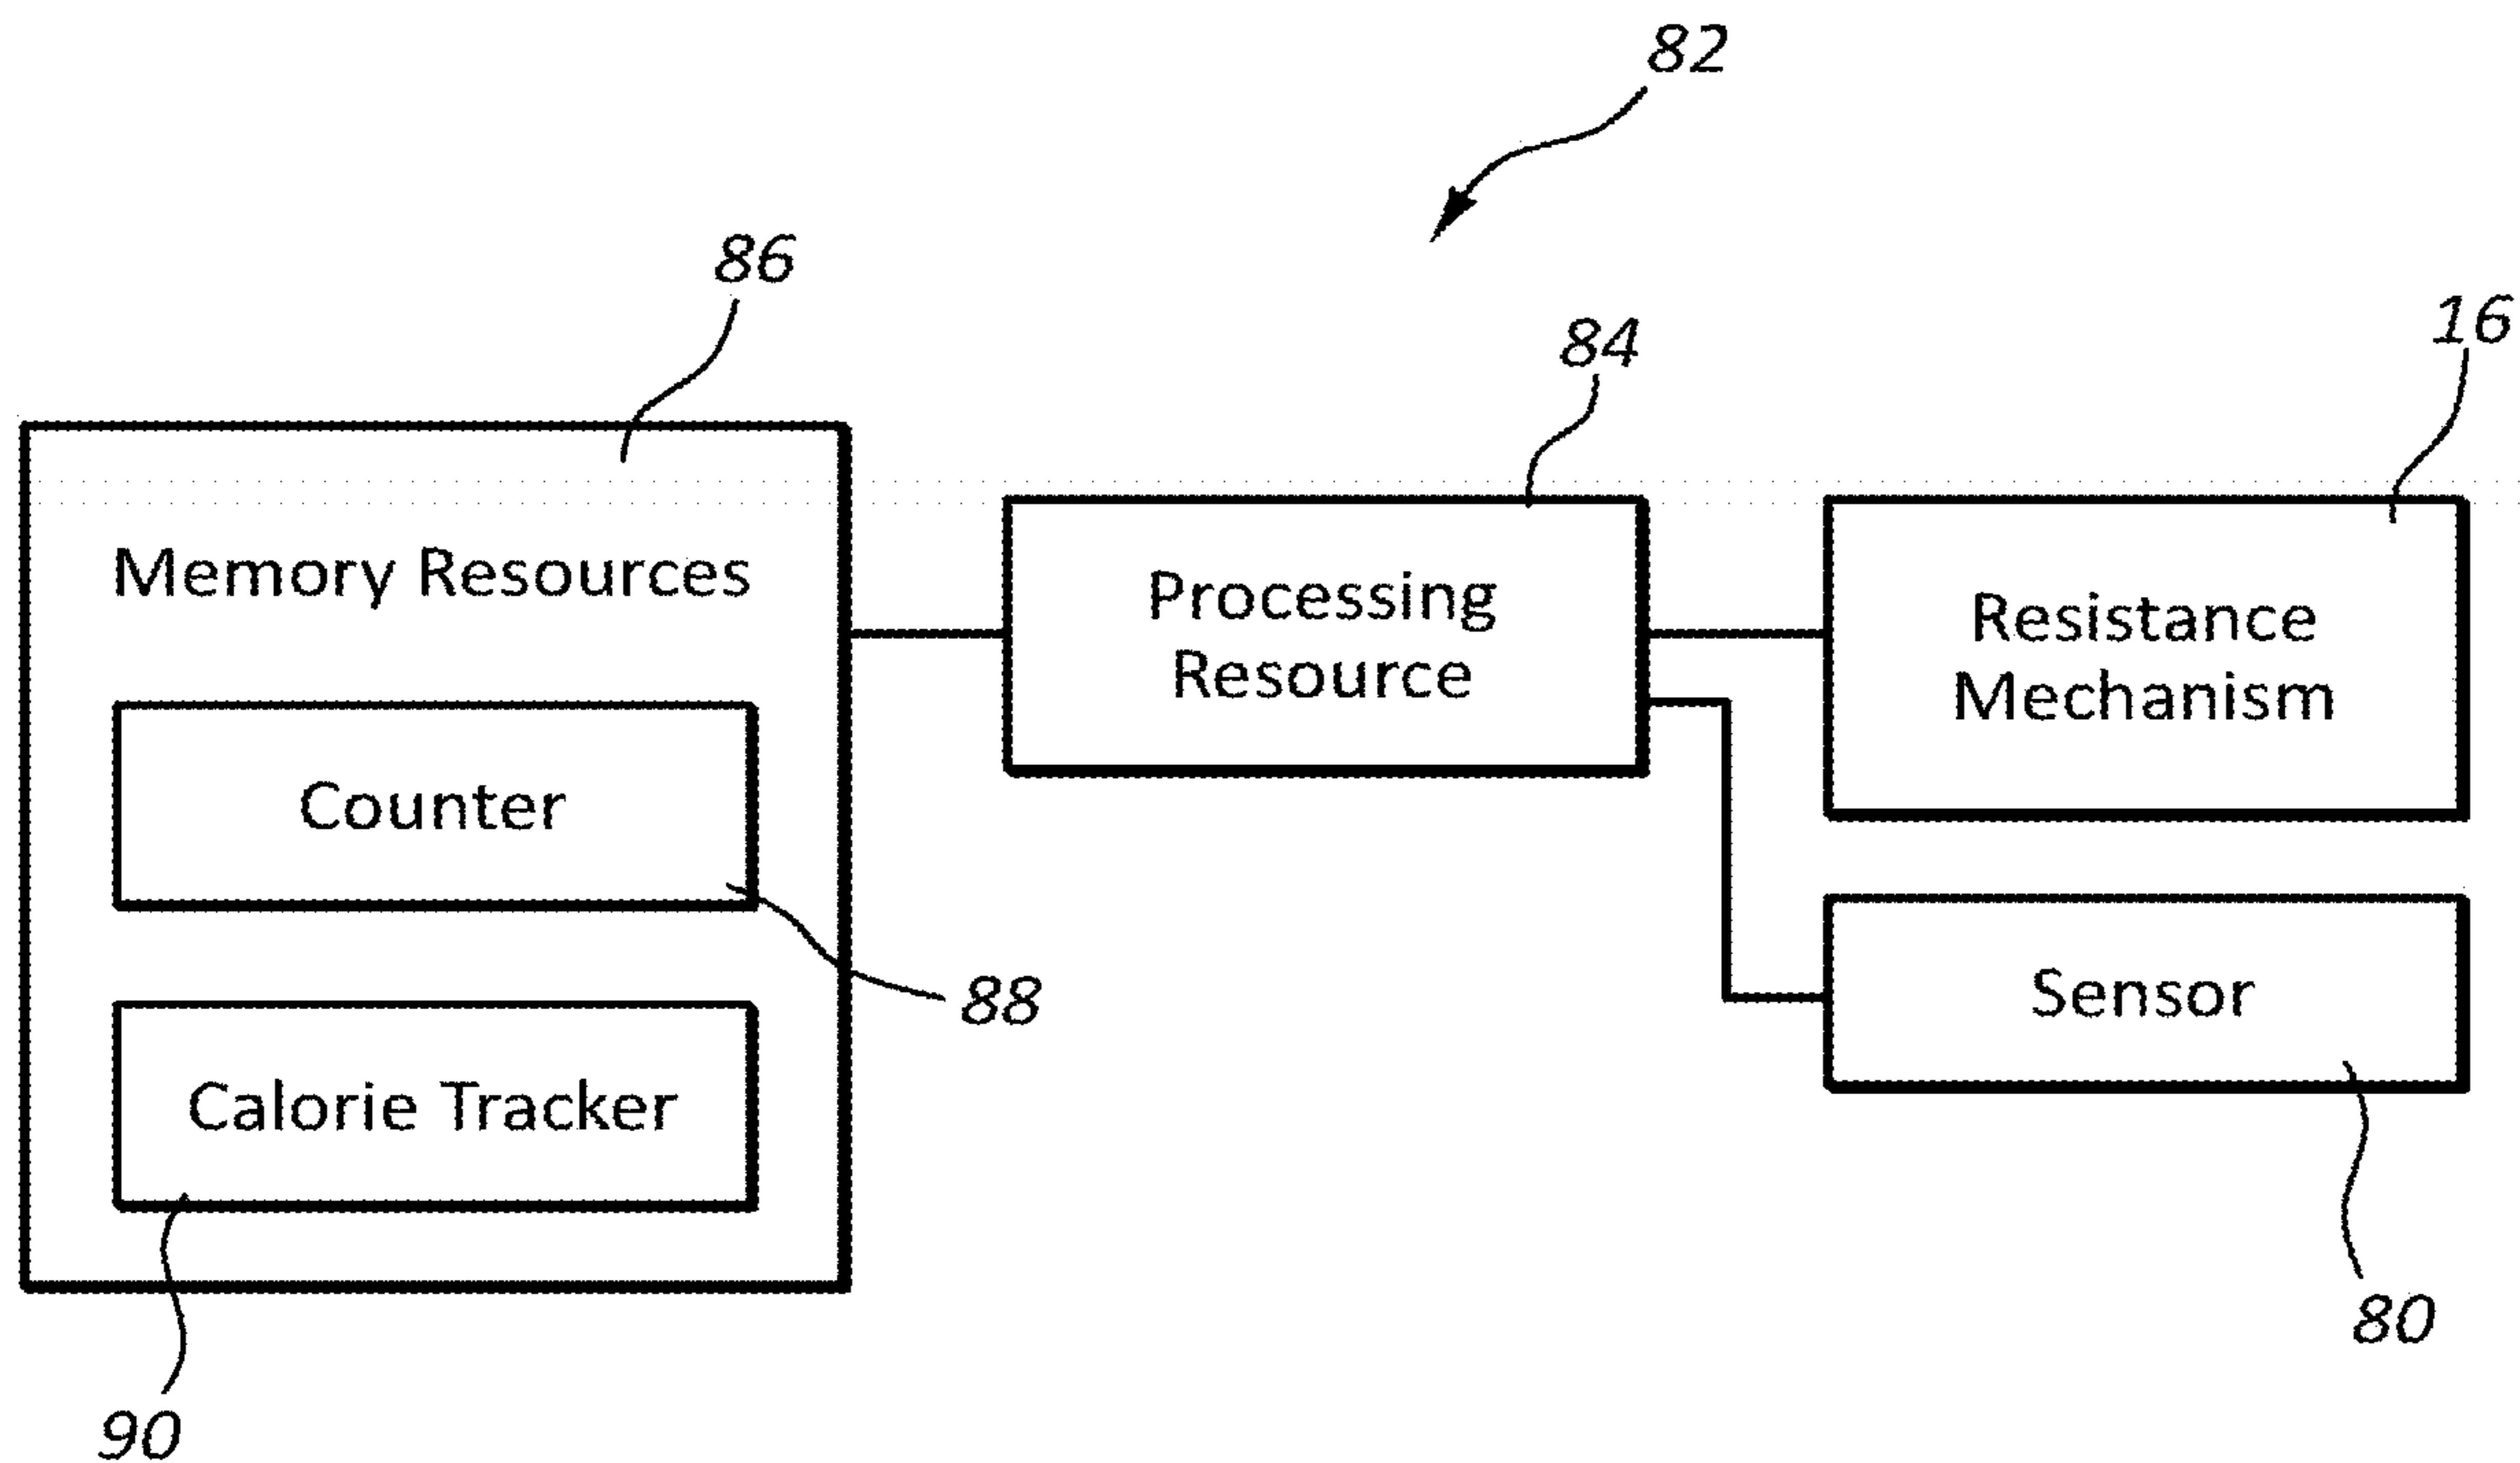 82
86
84
16
Memory Resources
Processing
Resource
Resistance
Mechanism
Counter
88
Sensor
Calorie Tracker
80
90